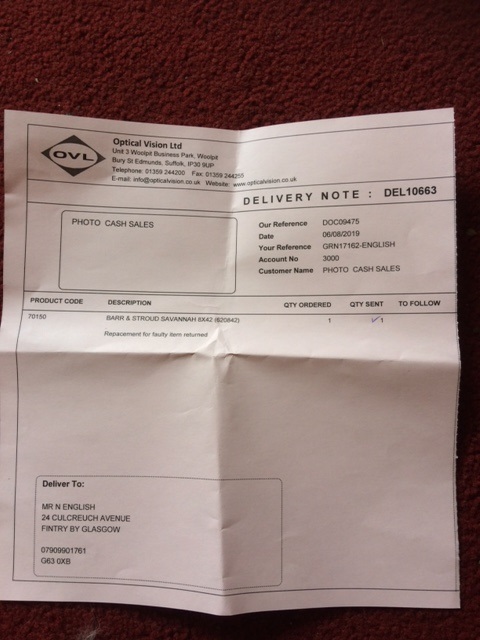 OVL
Optical Vision Ltd
Unit 3 Woolpit Business Park, Woolpit
Bury St Edmunds, Suffolk, IP30 9UP
Telephone: 01359 244200 Fax: 01359 244255
E-mail: info@opticalvision.co.uk Website: www.opticalvision.co.uk
DELIVERY NOTE : DEL10663
PHOTO CASH SALES
Our Reference DOC09475
Date 06/08/2019
Your Reference GRN17162-ENGLISH
Account No 3000
Customer Name PHOTO CASH SALES
PRODUCT CODE DESCRIPTION QTY ORDERED QTY SENT TO FOLLOW
70150 BARR & STROUD SAVANNAH 8X42 (620842) 1 ✓1
Repacement for faulty item returned
Deliver To:
MR N ENGLISH
24 CULCREUCH AVENUE
FINTRY BY GLASGOW
07909901761
G63 0XB